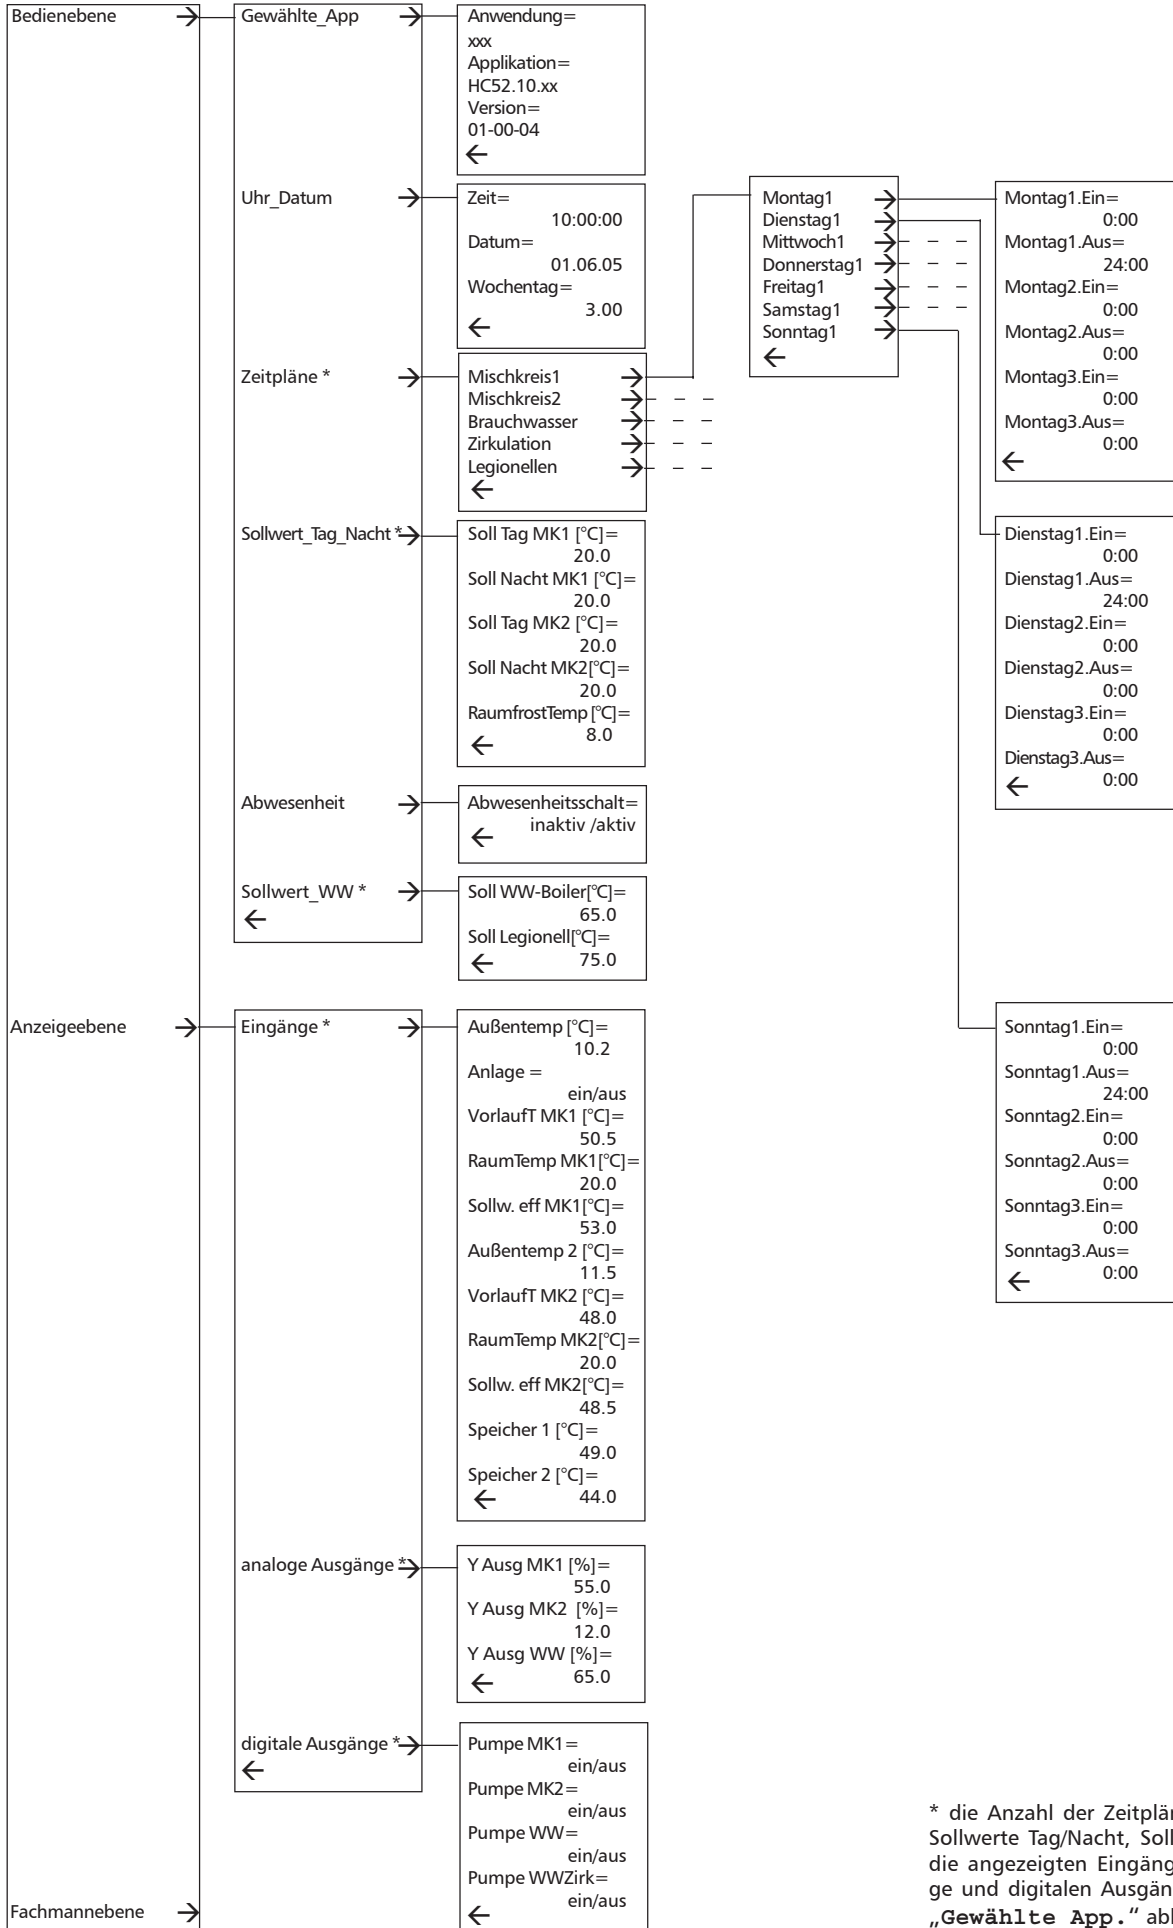 Bedienebene
Gewählte_App
Anwendung=
xxx
Applikation=
HC52.10.xx
Version=
01-00-04
Uhr_Datum
Zeit=
10:00:00
Datum=
01.06.05
Wochentag=
3.00
Zeitpläne *
Mischkreis1
Mischkreis2
Brauchwasser
Zirkulation
Legionellen
Montag1
Dienstag1
Mittwoch1
Donnerstag1
Freitag1
Samstag1
Sonntag1
Montag1.Ein=
0:00
Montag1.Aus=
24:00
Montag2.Ein=
0:00
Montag2.Aus=
0:00
Montag3.Ein=
0:00
Montag3.Aus=
0:00
Dienstag1.Ein=
0:00
Dienstag1.Aus=
24:00
Dienstag2.Ein=
0:00
Dienstag2.Aus=
0:00
Dienstag3.Ein=
0:00
Dienstag3.Aus=
0:00
Sonntag1.Ein=
0:00
Sonntag1.Aus=
24:00
Sonntag2.Ein=
0:00
Sonntag2.Aus=
0:00
Sonntag3.Ein=
0:00
Sonntag3.Aus=
0:00
Sollwert_Tag_Nacht *
Soll Tag MK1 [°C]=
20.0
Soll Nacht MK1 [°C]=
20.0
Soll Tag MK2 [°C]=
20.0
Soll Nacht MK2[°C]=
20.0
RaumfrostTemp [°C]=
8.0
Abwesenheit
Abwesenheitsschalt=
inaktiv /aktiv
Sollwert_WW *
Soll WW-Boiler[°C]=
65.0
Soll Legionell[°C]=
75.0
Anzeigeebene
Eingänge *
Außentemp [°C]=
10.2
Anlage =
ein/aus
VorlaufT MK1 [°C]=
50.5
RaumTemp MK1[°C]=
20.0
Sollw. eff MK1[°C]=
53.0
Außentemp 2 [°C]=
11.5
VorlaufT MK2 [°C]=
48.0
RaumTemp MK2[°C]=
20.0
Sollw. eff MK2[°C]=
48.5
Speicher 1 [°C]=
49.0
Speicher 2 [°C]=
44.0
analoge Ausgänge *
Y Ausg MK1 [%]=
55.0
Y Ausg MK2 [%]=
12.0
Y Ausg WW [%]=
65.0
digitale Ausgänge *
Pumpe MK1=
ein/aus
Pumpe MK2=
ein/aus
Pumpe WW=
ein/aus
Pumpe WWZirk=
ein/aus
Fachmannebene
* die Anzahl der
Sollwerte Tag/Nacht,
die angezeigten
ge und digitalen
„Gewählte App.“